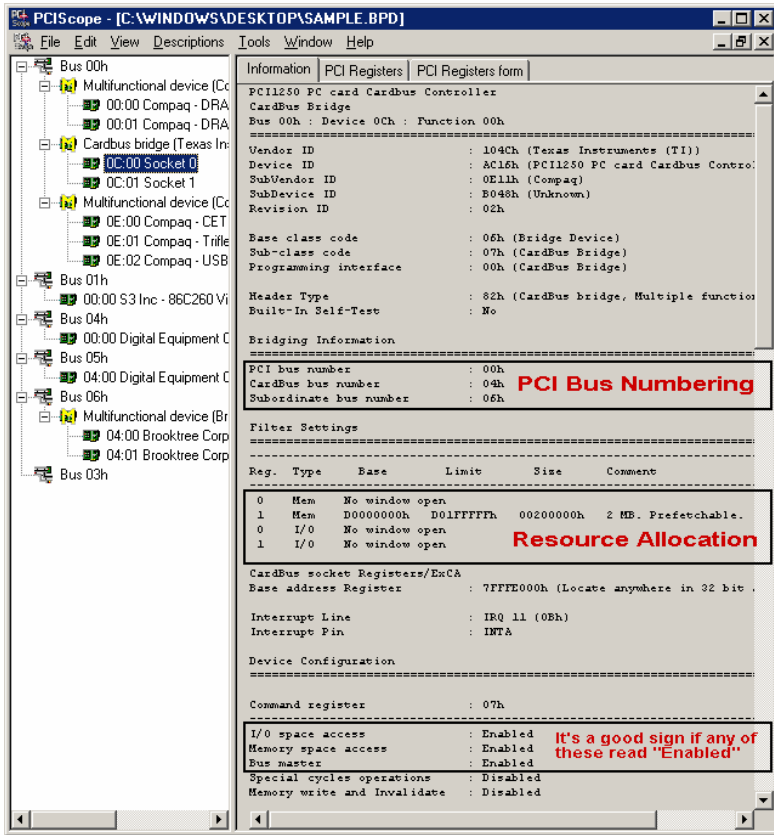 PCIScope - [C:\WINDOWS\DESKTOP\SAMPLE.BPD]
File Edit View Descriptions Tools Window Help
Bus 00h
Multifunctional device (Co
00:00 Compaq - DRA
00:01 Compaq - DRA
Cardbus bridge (Texas In
0C:00 Socket 0
0C:01 Socket 1
Multifunctional device (Co
0E:00 Compaq - CET
0E:01 Compaq - Trifle
0E:02 Compaq - USB
Bus 01h
00:00 S3 Inc - 86C260 Vi
Bus 04h
00:00 Digital Equipment C
Bus 05h
04:00 Digital Equipment C
Bus 06h
Multifunctional device (Br
04:00 Brooktree Corp
04:01 Brooktree Corp
Bus 03h
Information PCI Registers PCI Registers form
PCI1250 PC card Cardbus Controller
CardBus Bridge
Bus 00h : Device 0Ch : Function 00h
Vendor ID : 104Ch (Texas Instruments (TI))
Device ID : AC16h (PCI1250 PC card Cardbus Control
SubVendor ID : 0E11h (Compaq)
SubDevice ID : B048h (Unknown)
Revision ID : 02h
Base class code : 06h (Bridge Device)
Sub-class code : 07h (CardBus Bridge)
Programming interface : 00h (CardBus Bridge)
Header Type : 82h (CardBus bridge, Multiple function
Built-In Self-Test : No
Bridging Information
PCI bus number : 00h
CardBus bus number : 04h
Subordinate bus number : 06h
PCI Bus Numbering
Filter Settings
Reg. Type Base Limit Size Comment
0 Mem No window open
1 Mem D0000000h D01FFFFFh 00200000h 2 MB. Prefetchable.
0 I/O No window open
1 I/O No window open
Resource Allocation
CardBus socket Registers/ExCA
Base address Register : 7FFFE000h (Locate anywhere in 32 bit
Interrupt Line : IRQ 11 (0Bh)
Interrupt Pin : INTA
Device Configuration
Command register : 07h
I/O space access : Enabled
Memory space access : Enabled
Bus master : Enabled
It's a good sign if any of
these read "Enabled"
Special cycles operations : Disabled
Memory write and Invalidate : Disabled